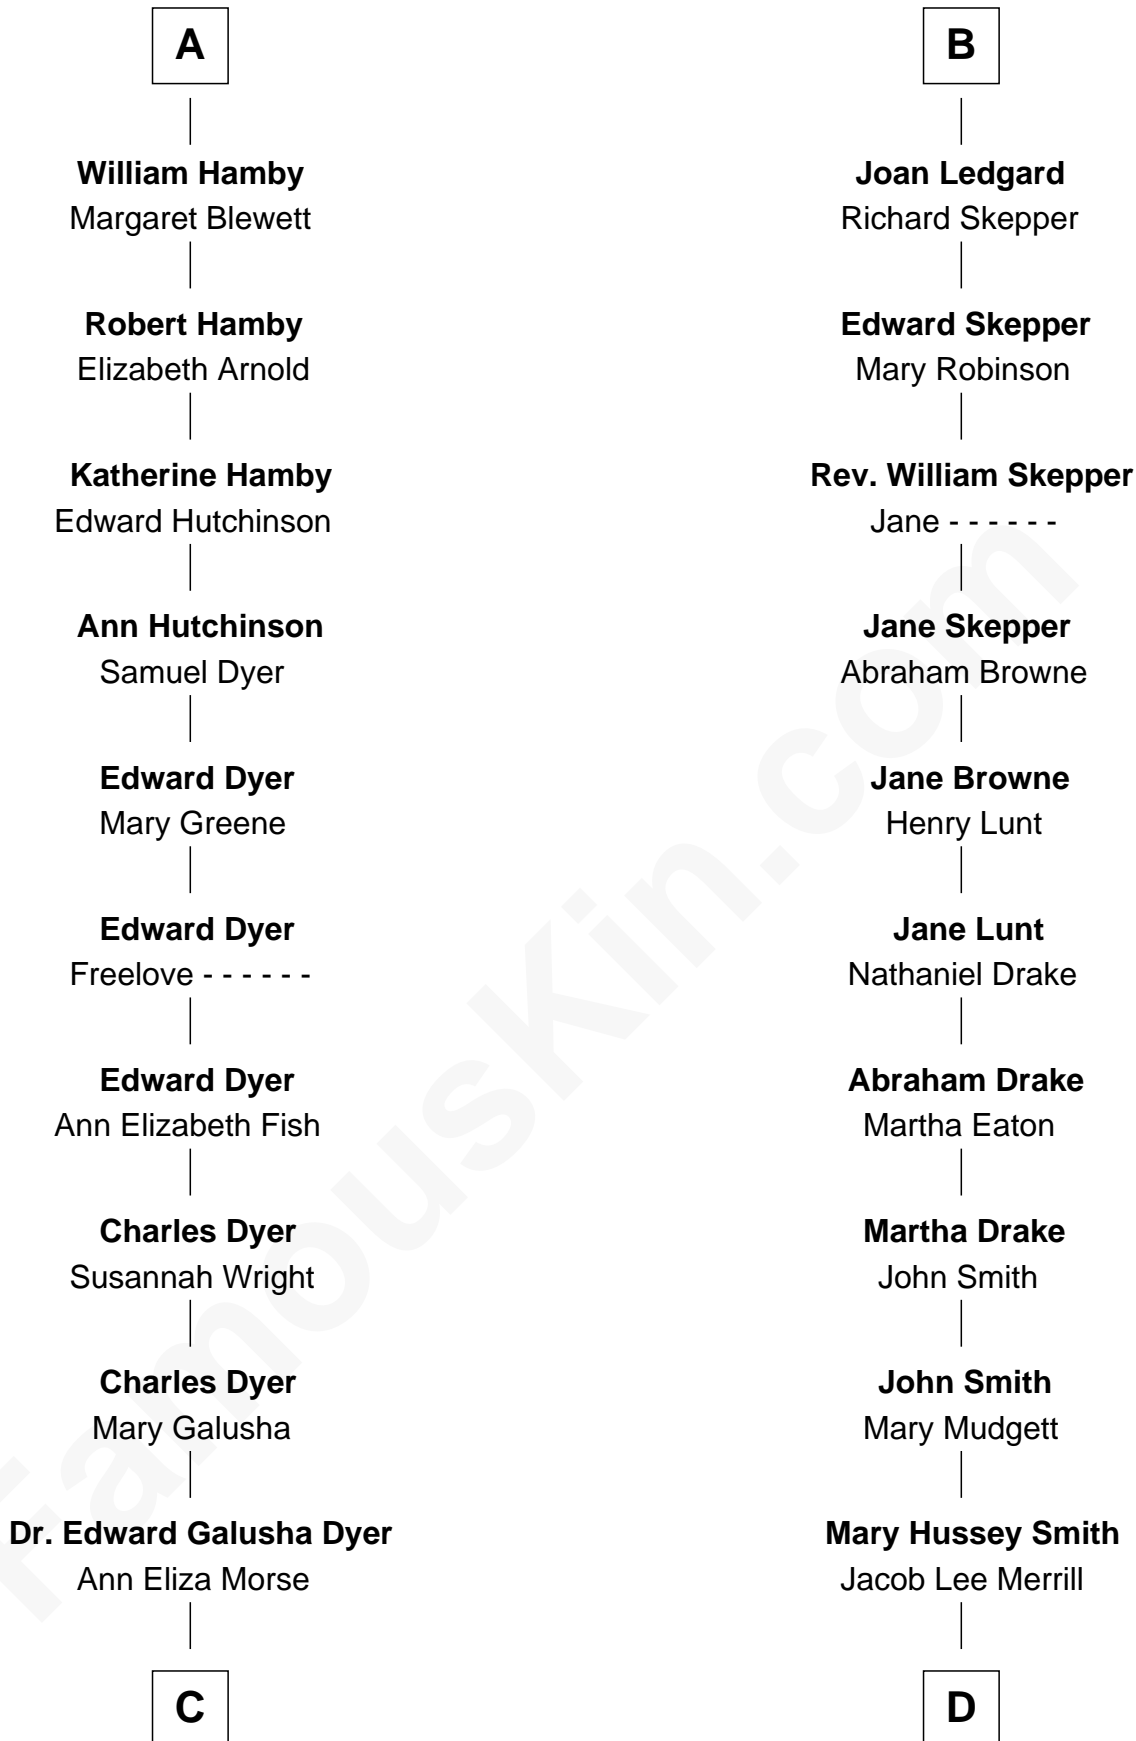 A
William Hamby
Margaret Blewett
Robert Hamby
Elizabeth Arnold
Katherine Hamby
Edward Hutchinson
Ann Hutchinson
Samuel Dyer
Edward Dyer
Mary Greene
Edward Dyer
Freelove - - - - - -
Edward Dyer
Ann Elizabeth Fish
Charles Dyer
Susannah Wright
Charles Dyer
Mary Galusha
Dr. Edward Galusha Dyer
Ann Eliza Morse
C
B
Joan Ledgard
Richard Skepper
Edward Skepper
Mary Robinson
Rev. William Skepper
Jane - - - - - -
Jane Skepper
Abraham Browne
Jane Browne
Henry Lunt
Jane Lunt
Nathaniel Drake
Abraham Drake
Martha Eaton
Martha Drake
John Smith
John Smith
Mary Mudgett
Mary Hussey Smith
Jacob Lee Merrill
D
FamousKin.com